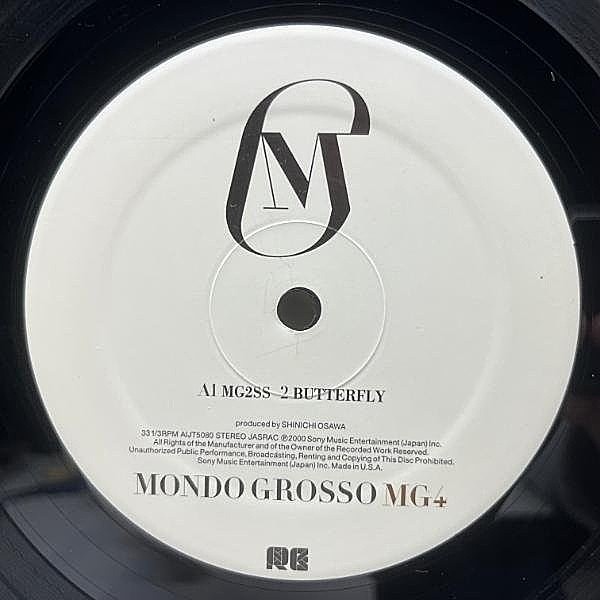 M
A1 MG2SS 2 BUTTERFLY
produced by SHINICHI OSAWA
33 1/3RPM AIJT5080 STEREO JASRAC ℗2000 Sony Music Entertainment (Japan) Inc.
All Rights of the Manufacturer and of the Owner of the Recorded Work Reserved.
Unauthorized Public Performance, Broadcasting, Renting and Copying of This Disc Prohibited.
Sony Music Entertainment (Japan) Inc. Made in U.S.A.
MONDO GROSSO MG4